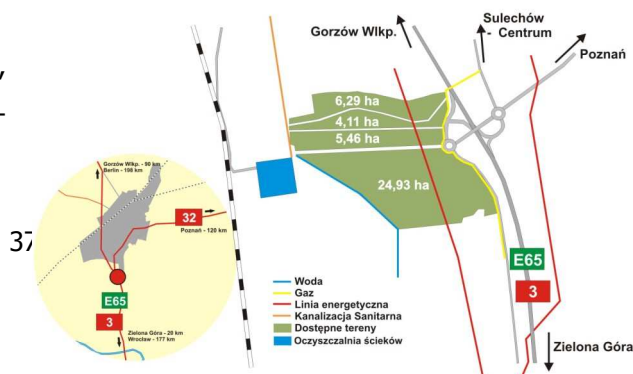 Gorzów Wlkp.
Sulechów
- Centrum
Poznań
6,29 ha
4,11 ha
5,46 ha
24,93 ha
Gorzów Wlkp. - 90 km
Berlin - 198 km
32
Poznań - 120 km
37
E65
3
Zielona Góra - 20 km
Wrocław - 177 km
Woda
Gaz
Linia energetyczna
Kanalizacja Sanitarna
Dostępne tereny
Oczyszczalnia ścieków
E65
3
Zielona Góra